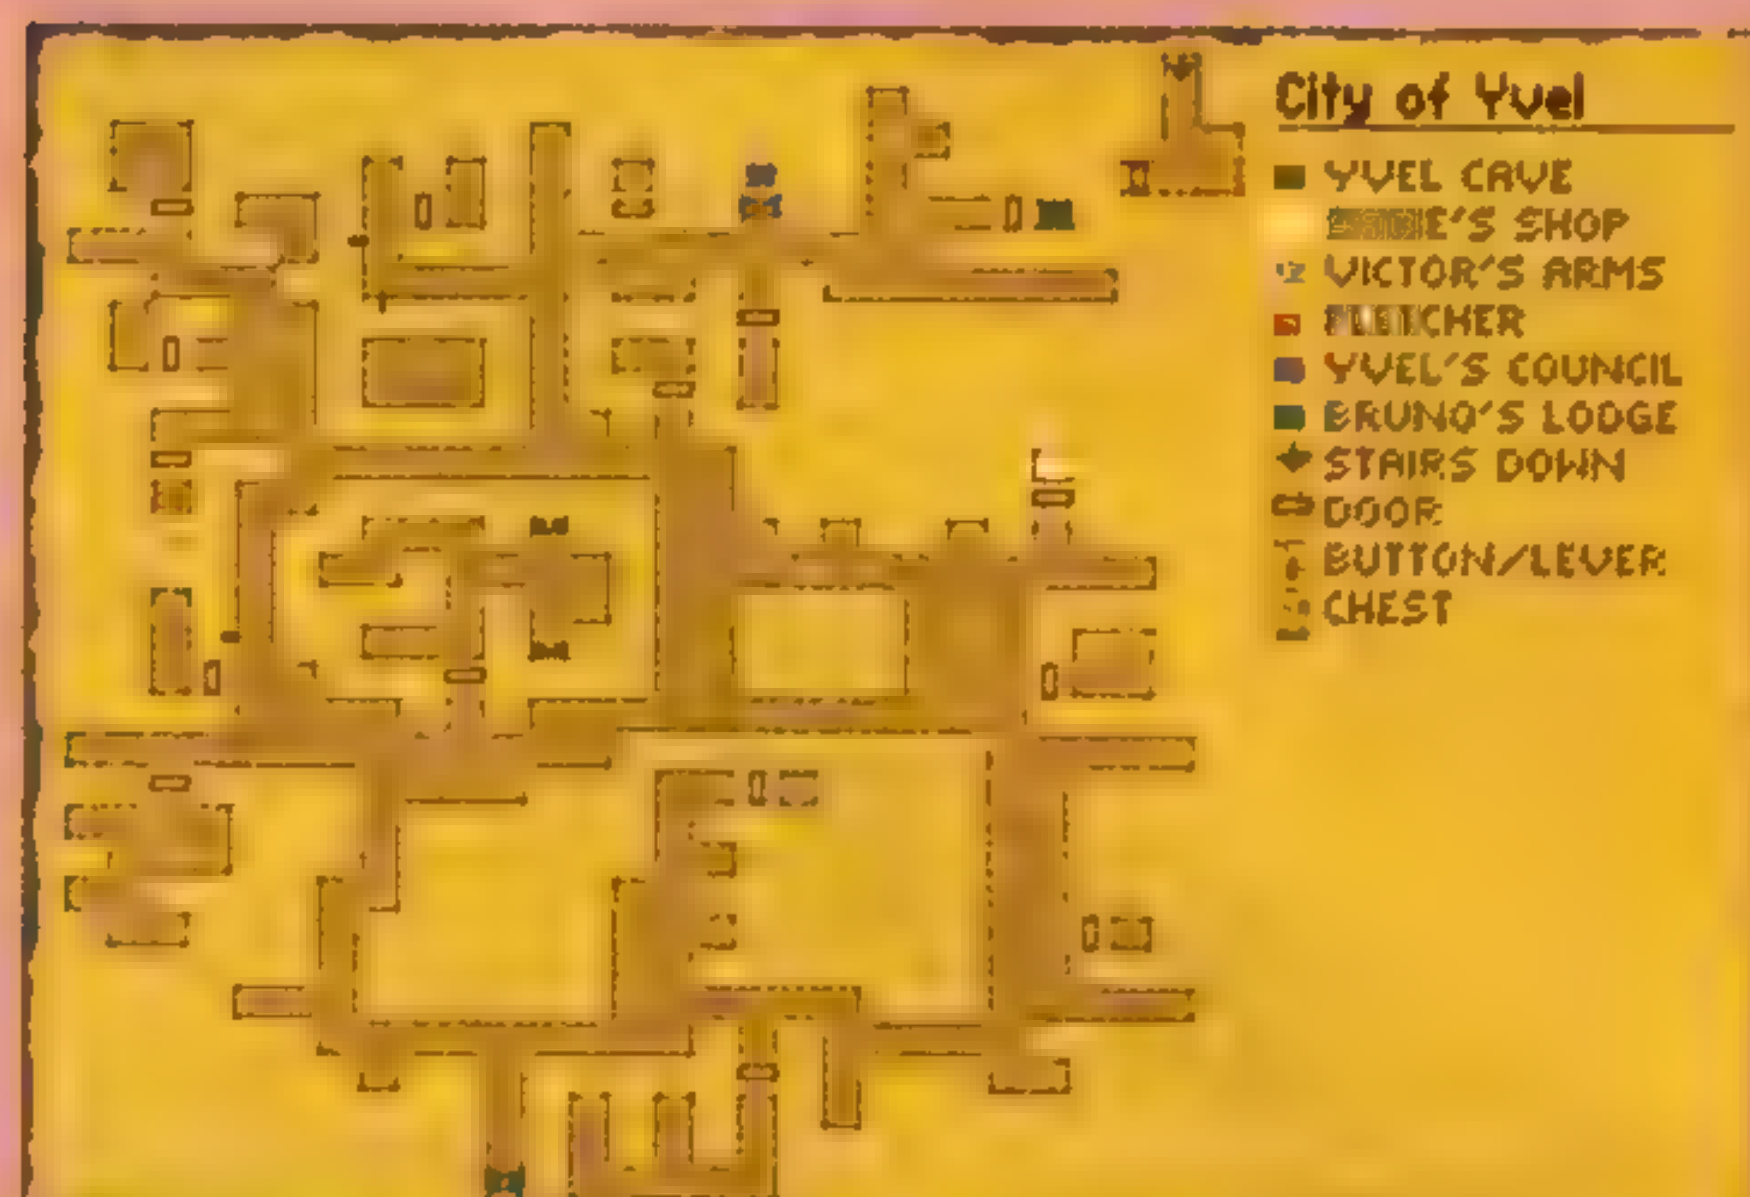 City of Yvel
YVEL CAVE
SHOP
VICTOR'S ARMS
YVEL'S COUNCIL
BRUNO'S LODGE
STAIRS DOWN
DOOR
BUTTON/LEVER
CHEST